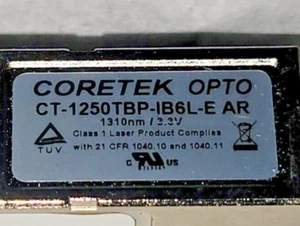 CORETEK OPTO
CT-1250TBP-IB6L-E AR
1310nm / 3.3V
Class 1 Laser Product Complies
with 21 CFR 1040.10 and 1040.11
TUV
c RU US